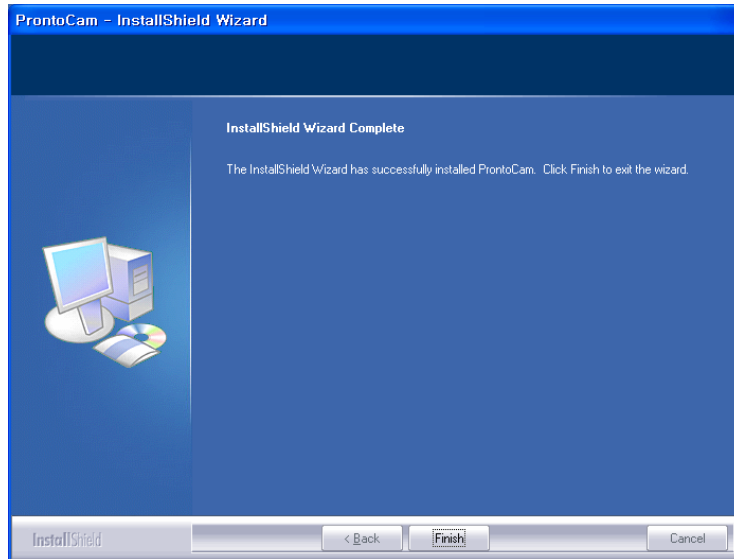 ProntoCam - InstallShield Wizard
InstallShield Wizard Complete
The InstallShield Wizard has successfully installed ProntoCam. Click Finish to exit the wizard.
InstallShield
< Back
Finish
Cancel